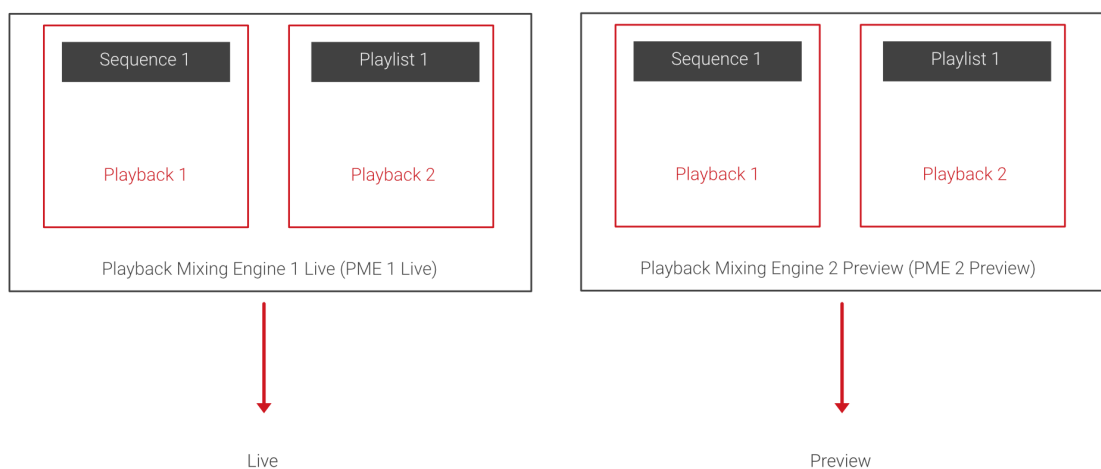 Sequence 1
Playlist 1
Playback 1
Playback 2
Playback Mixing Engine 1 Live (PME 1 Live)
Live
Sequence 1
Playlist 1
Playback 1
Playback 2
Playback Mixing Engine 2 Preview (PME 2 Preview)
Preview